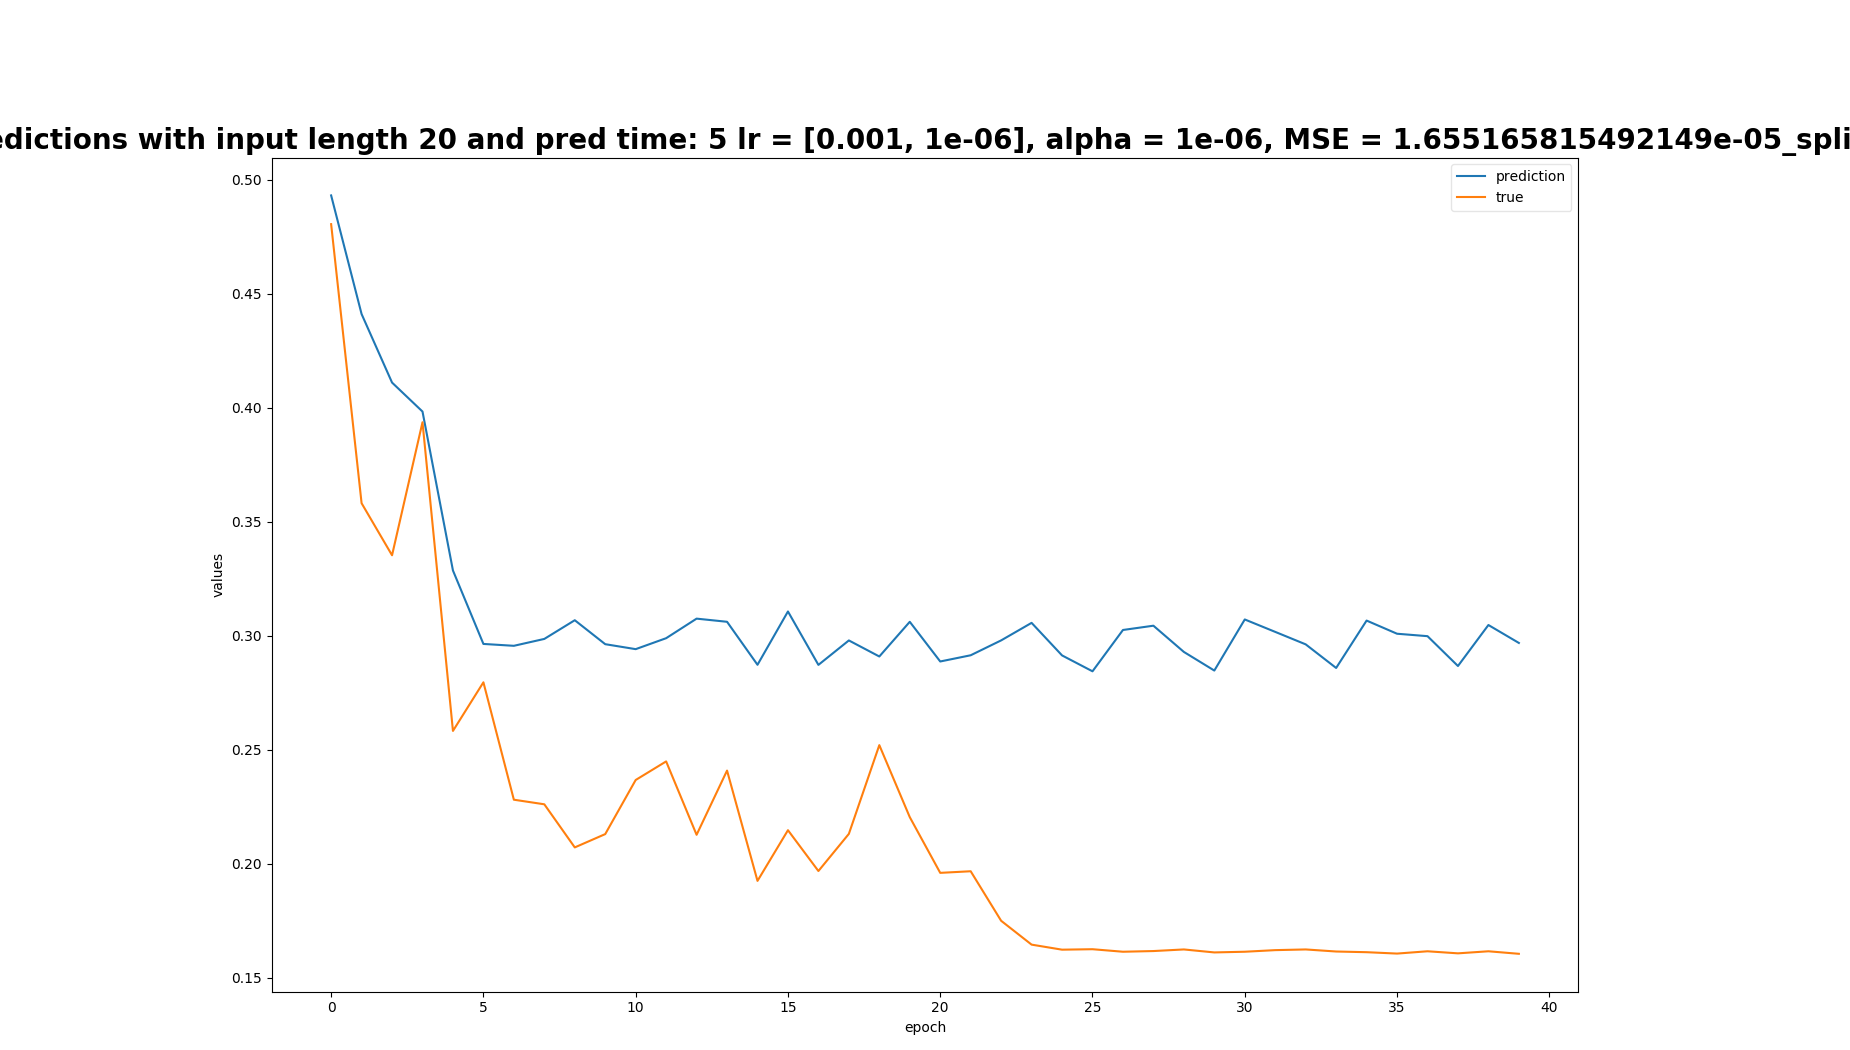 edictions with input length 20 and pred time: 5 lr = [0.001, 1e-06], alpha = 1e-06, MSE = 1.655165815492149e-05_spli
prediction
true
0.50
0.45
0.40
0.35
0.30
0.25
0.20
0.15
values
0 5 10 15 20 25 30 35 40
epoch